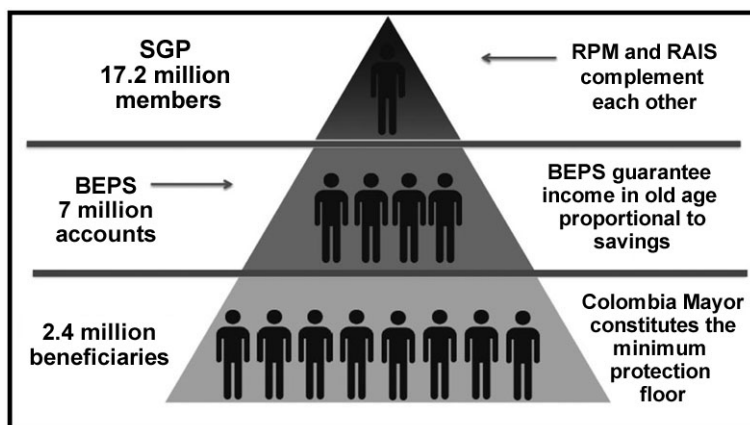 SGP
17.2 million
members
RPM and RAIS
complement
each other
BEPS
7 million
accounts
BEPS guarantee
income in old age
proportional to
savings
2.4 million
beneficiaries
Colombia Mayor
constitutes the
minimum
protection
floor